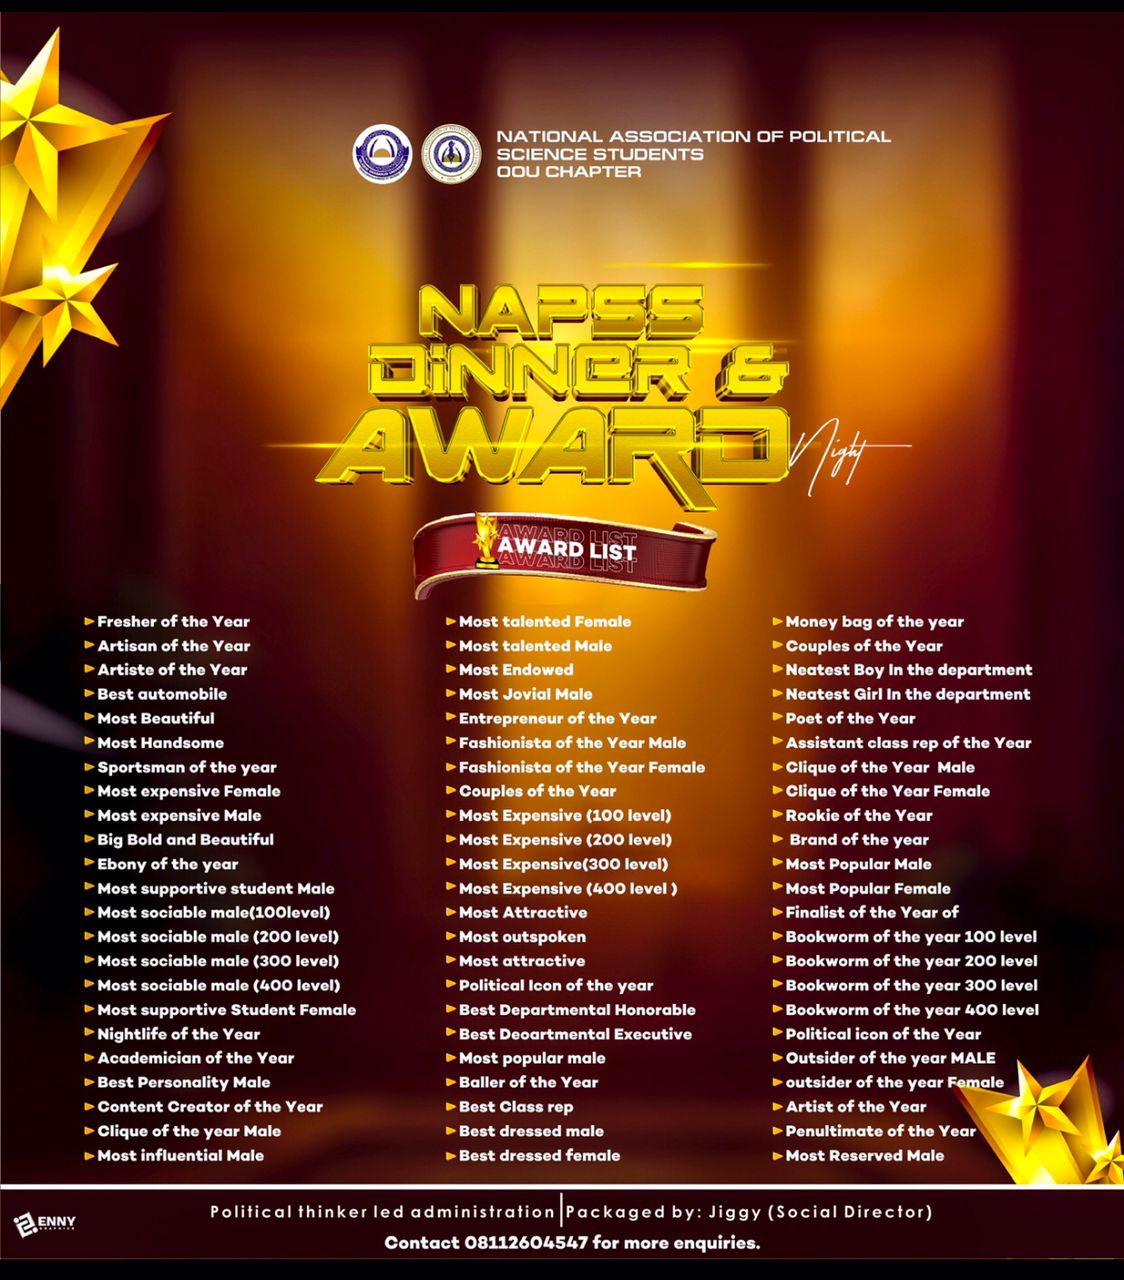 NATIONAL ASSOCIATION OF POLITICAL
SCIENCE STUDENTS
OOU CHAPTER
NAPSS
DiNNeR &
AWARD
Night
AWARD LIST
AWARD LIST
AWARD LIST
Fresher of the Year
Artisan of the Year
Artiste of the Year
Best automobile
Most Beautiful
Most Handsome
Sportsman of the year
Most expensive Female
Most expensive Male
Big Bold and Beautiful
Ebony of the year
Most supportive student Male
Most sociable male(100level)
Most sociable male (200 level)
Most sociable male (300 level)
Most sociable male (400 level)
Most supportive Student Female
Nightlife of the Year
Academician of the Year
Best Personality Male
Content Creator of the Year
Clique of the year Male
Most influential Male
Most talented Female
Most talented Male
Most Endowed
Most Jovial Male
Entrepreneur of the Year
Fashionista of the Year Male
Fashionista of the Year Female
Couples of the Year
Most Expensive (100 level)
Most Expensive (200 level)
Most Expensive(300 level)
Most Expensive (400 level )
Most Attractive
Most outspoken
Most attractive
Political Icon of the year
Best Departmental Honorable
Best Deoartmental Executive
Most popular male
Baller of the Year
Best Class rep
Best dressed male
Best dressed female
Money bag of the year
Couples of the Year
Neatest Boy In the department
Neatest Girl In the department
Poet of the Year
Assistant class rep of the Year
Clique of the Year Male
Clique of the Year Female
Rookie of the Year
Brand of the year
Most Popular Male
Most Popular Female
Finalist of the Year of
Bookworm of the year 100 level
Bookworm of the year 200 level
Bookworm of the year 300 level
Bookworm of the year 400 level
Political icon of the Year
Outsider of the year MALE
outsider of the year Female
Artist of the Year
Penultimate of the Year
Most Reserved Male
ENNY
GRAPHICS
Political thinker led administration
Packaged by: Jiggy (Social Director)
Contact 08112604547 for more enquiries.